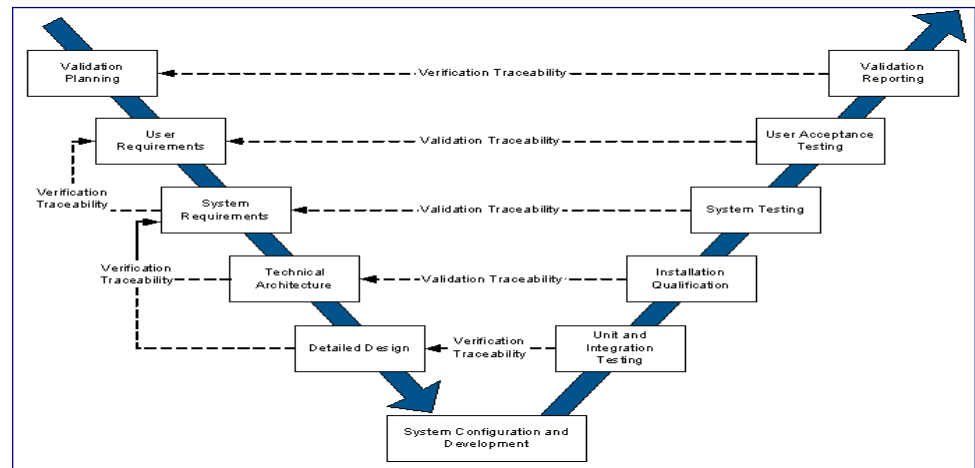 Validation
Planning
Verification Traceability
Validation
Reporting
User
Requirements
Validation Traceability
User Acceptance
Testing
Verification
Traceability
System
Requirements
Validation Traceability
System Testing
Verification
Traceability
Technical
Architecture
Validation Traceability
Installation
Qualification
Detailed Design
Verification
Traceability
Unit and
Integration
Testing
System Configuration and
Development